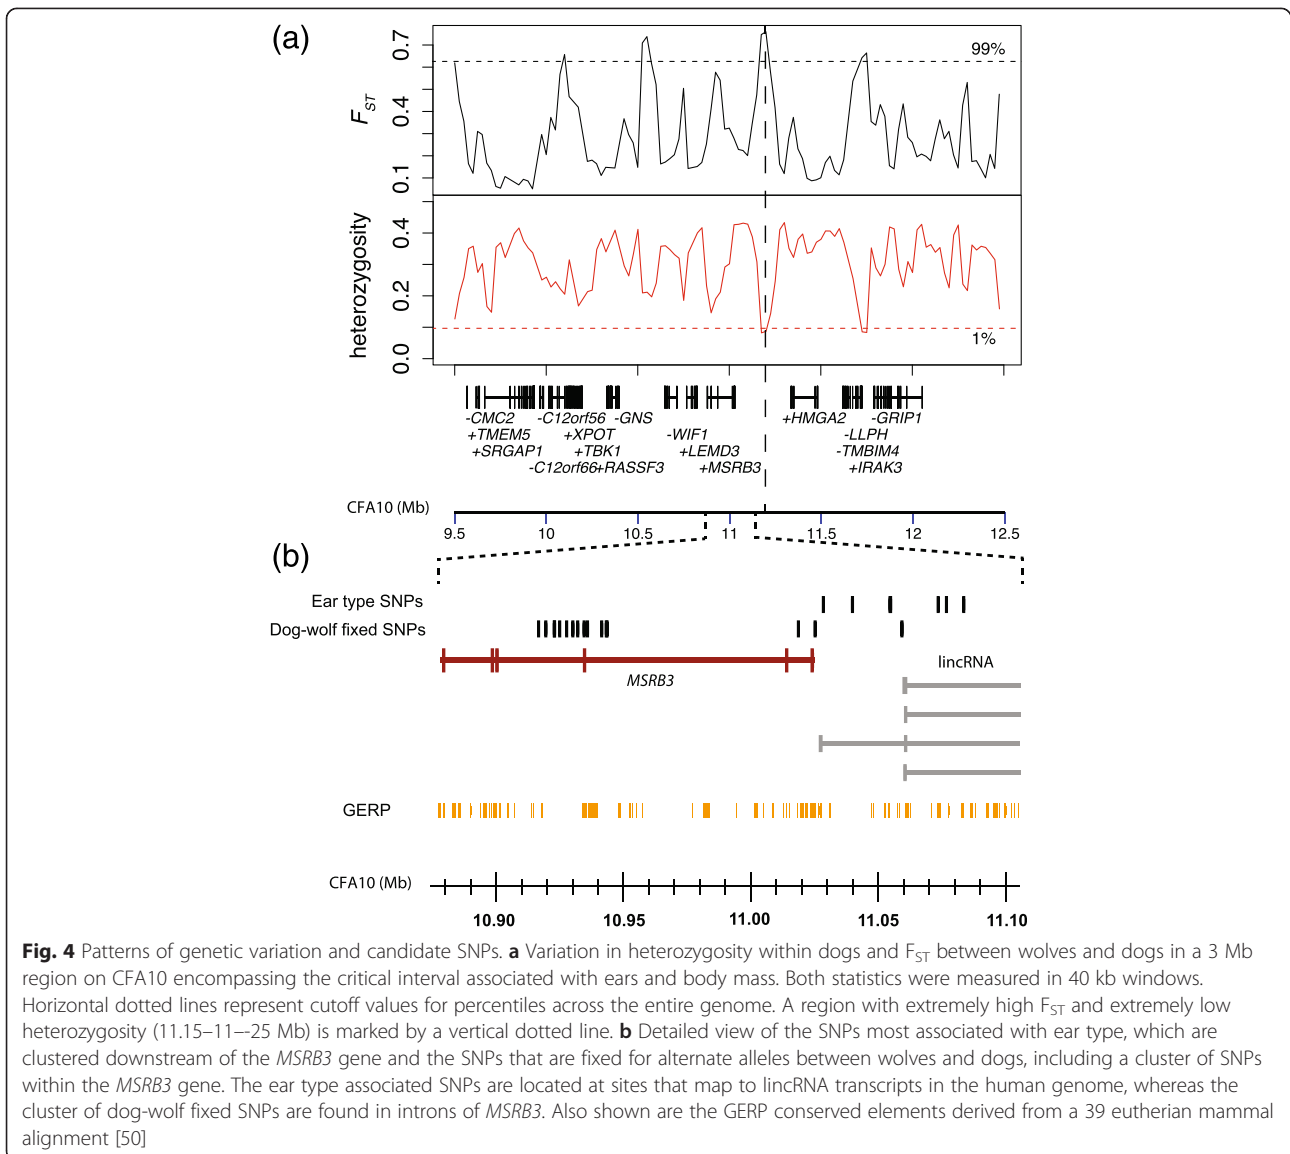 (a)
0.7
0.4
0.1
F_ST
99%
heterozygosity
0.4
0.2
0.0
1%
-CMC2 -C12orf56 -GNS +HMGA2 -GRIP1
+TMEM5 +XPOT -WIF1 -LLPH
+SRGAP1 +TBK1 +LEMD3 -TMBIM4
-C12orf66+RASSF3 +MSRB3 +IRAK3
CFA10 (Mb)
9.5 10 10.5 11 11.5 12 12.5
(b)
Ear type SNPs
Dog-wolf fixed SNPs
lincRNA
MSRB3
GERP
CFA10 (Mb)
10.90 10.95 11.00 11.05 11.10
Fig. 4 Patterns of genetic variation and candidate SNPs. a Variation in heterozygosity within dogs and F_ST between wolves and dogs in a 3 Mb
region on CFA10 encompassing the critical interval associated with ears and body mass. Both statistics were measured in 40 kb windows.
Horizontal dotted lines represent cutoff values for percentiles across the entire genome. A region with extremely high F_ST and extremely low
heterozygosity (11.15–11–-25 Mb) is marked by a vertical dotted line. b Detailed view of the SNPs most associated with ear type, which are
clustered downstream of the MSRB3 gene and the SNPs that are fixed for alternate alleles between wolves and dogs, including a cluster of SNPs
within the MSRB3 gene. The ear type associated SNPs are located at sites that map to lincRNA transcripts in the human genome, whereas the
cluster of dog-wolf fixed SNPs are found in introns of MSRB3. Also shown are the GERP conserved elements derived from a 39 eutherian mammal
alignment [50]